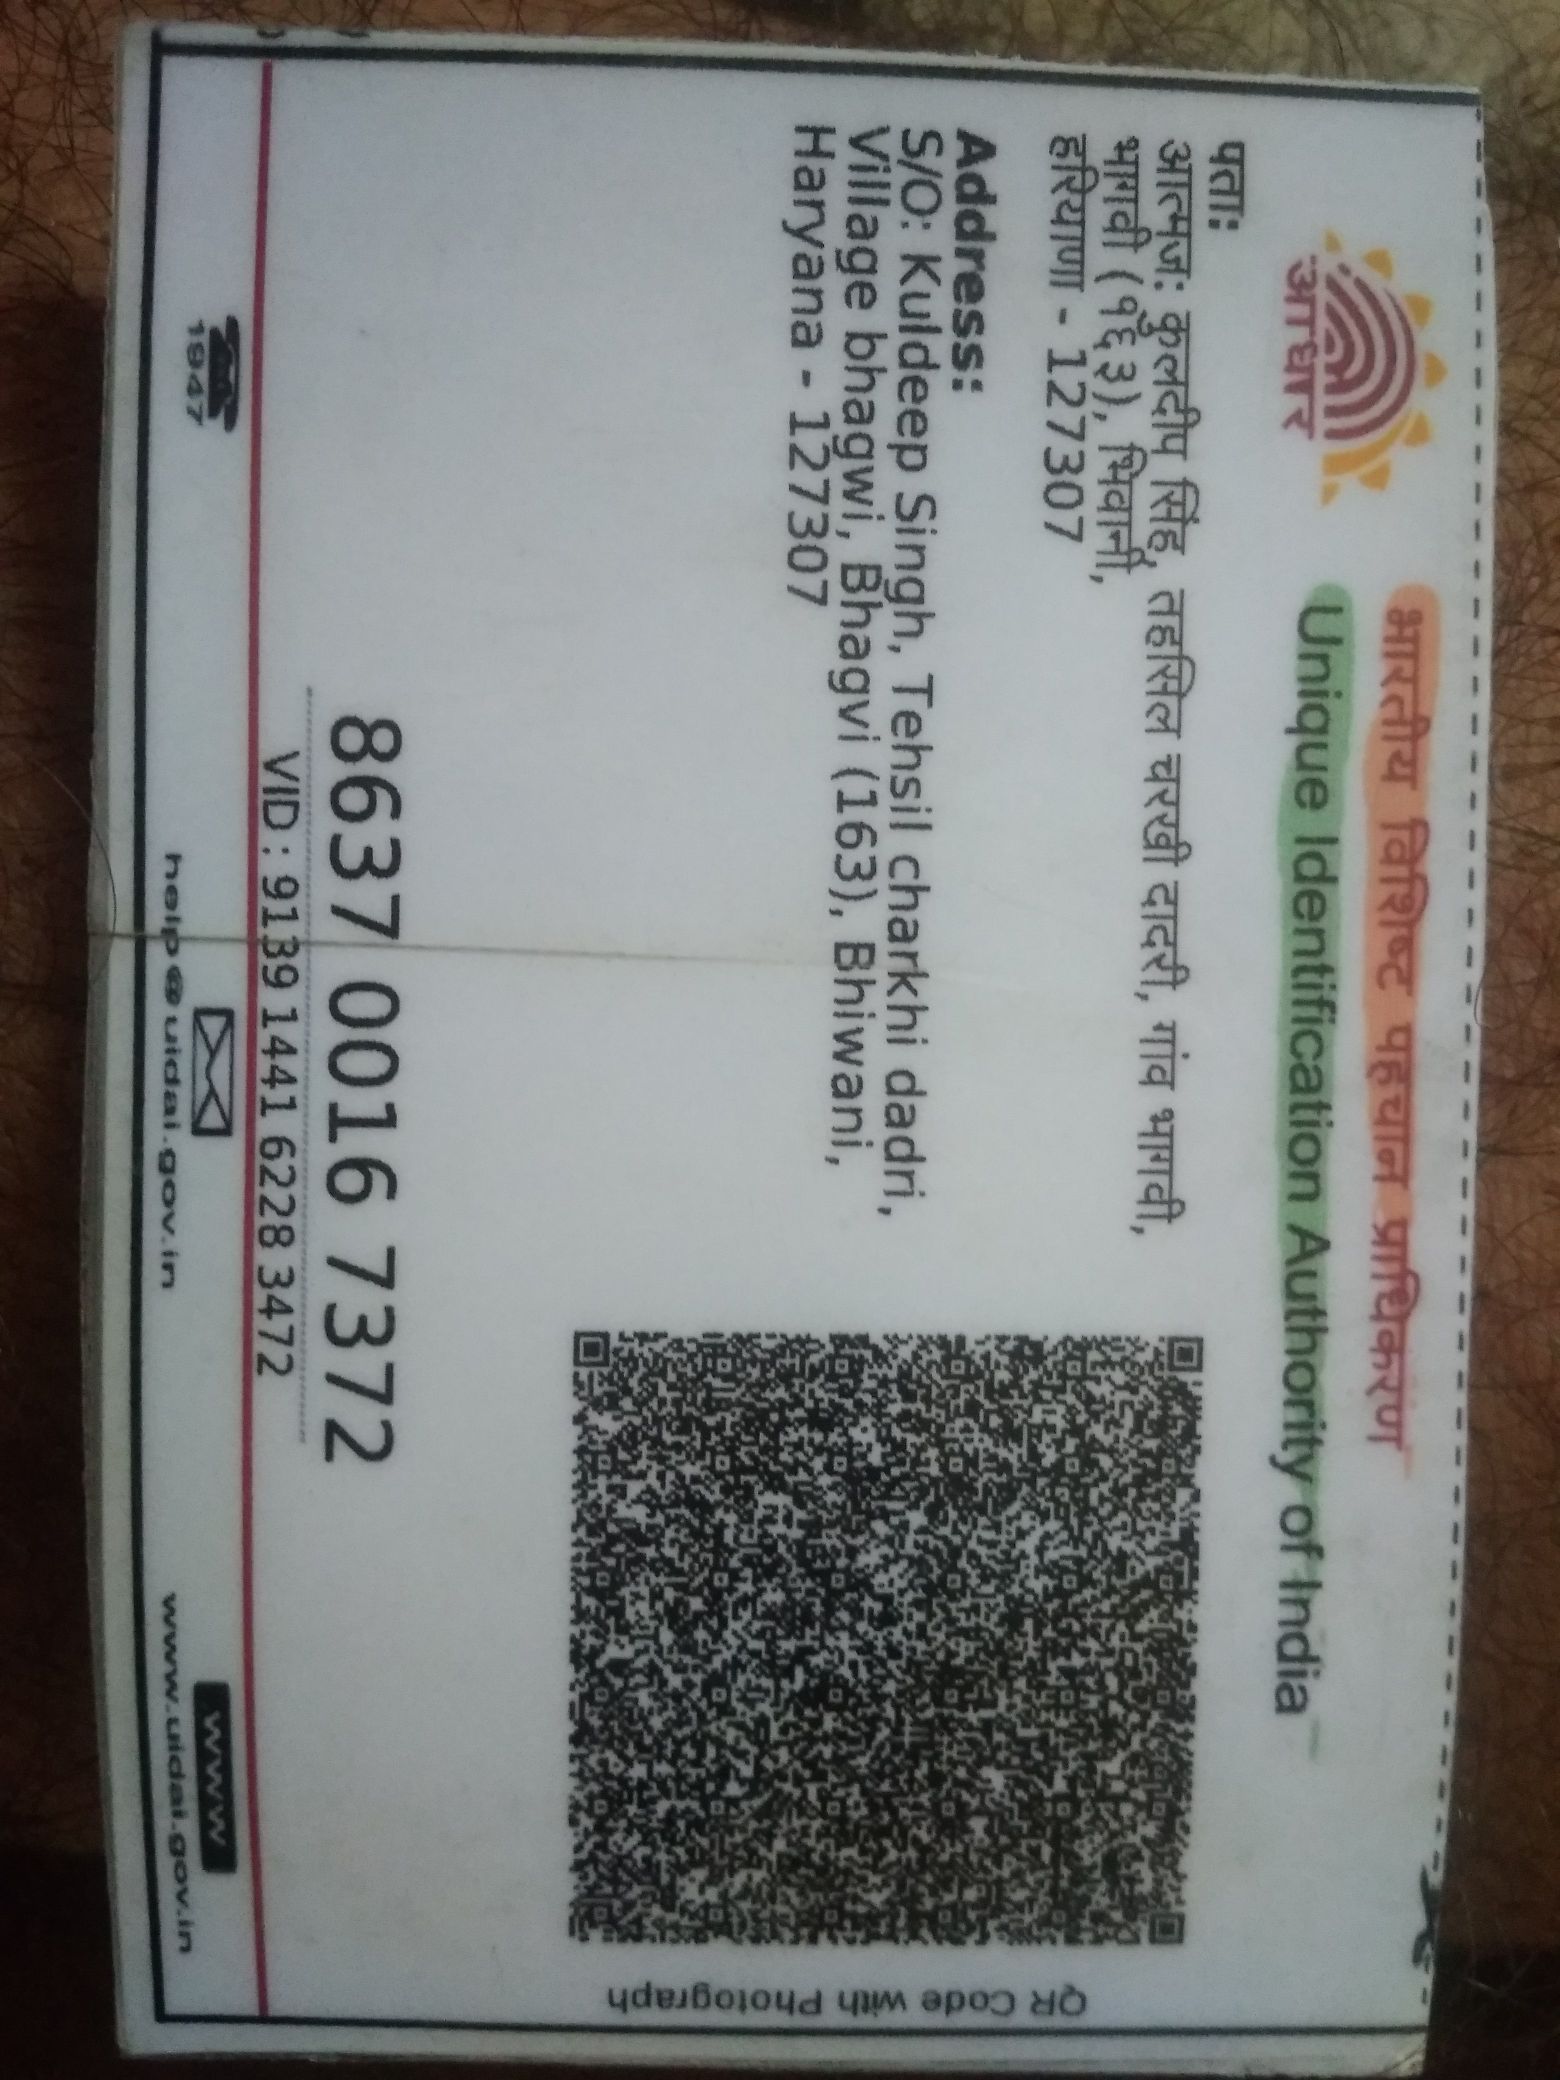 भारतीय विशिष्ट पहचान प्राधिकरण
Unique Identification Authority of India
आधार
पताः
आत्मज: कुलदीप सिंह, तहसिल चरखी दादरी, गांव भागवी,
भागवी (१६३), भिवानी,
हरियाणा - 127307
Address:
S/O: Kuldeep Singh, Tehsil charkhi dadri,
Village bhagwi, Bhagvi (163), Bhiwani,
Haryana - 127307
QR Code with Photograph
8637 0016 7372
VID : 9139 1441 6228 3472
1947
help@uidai.gov.in
WWW
www.uidai.gov.in